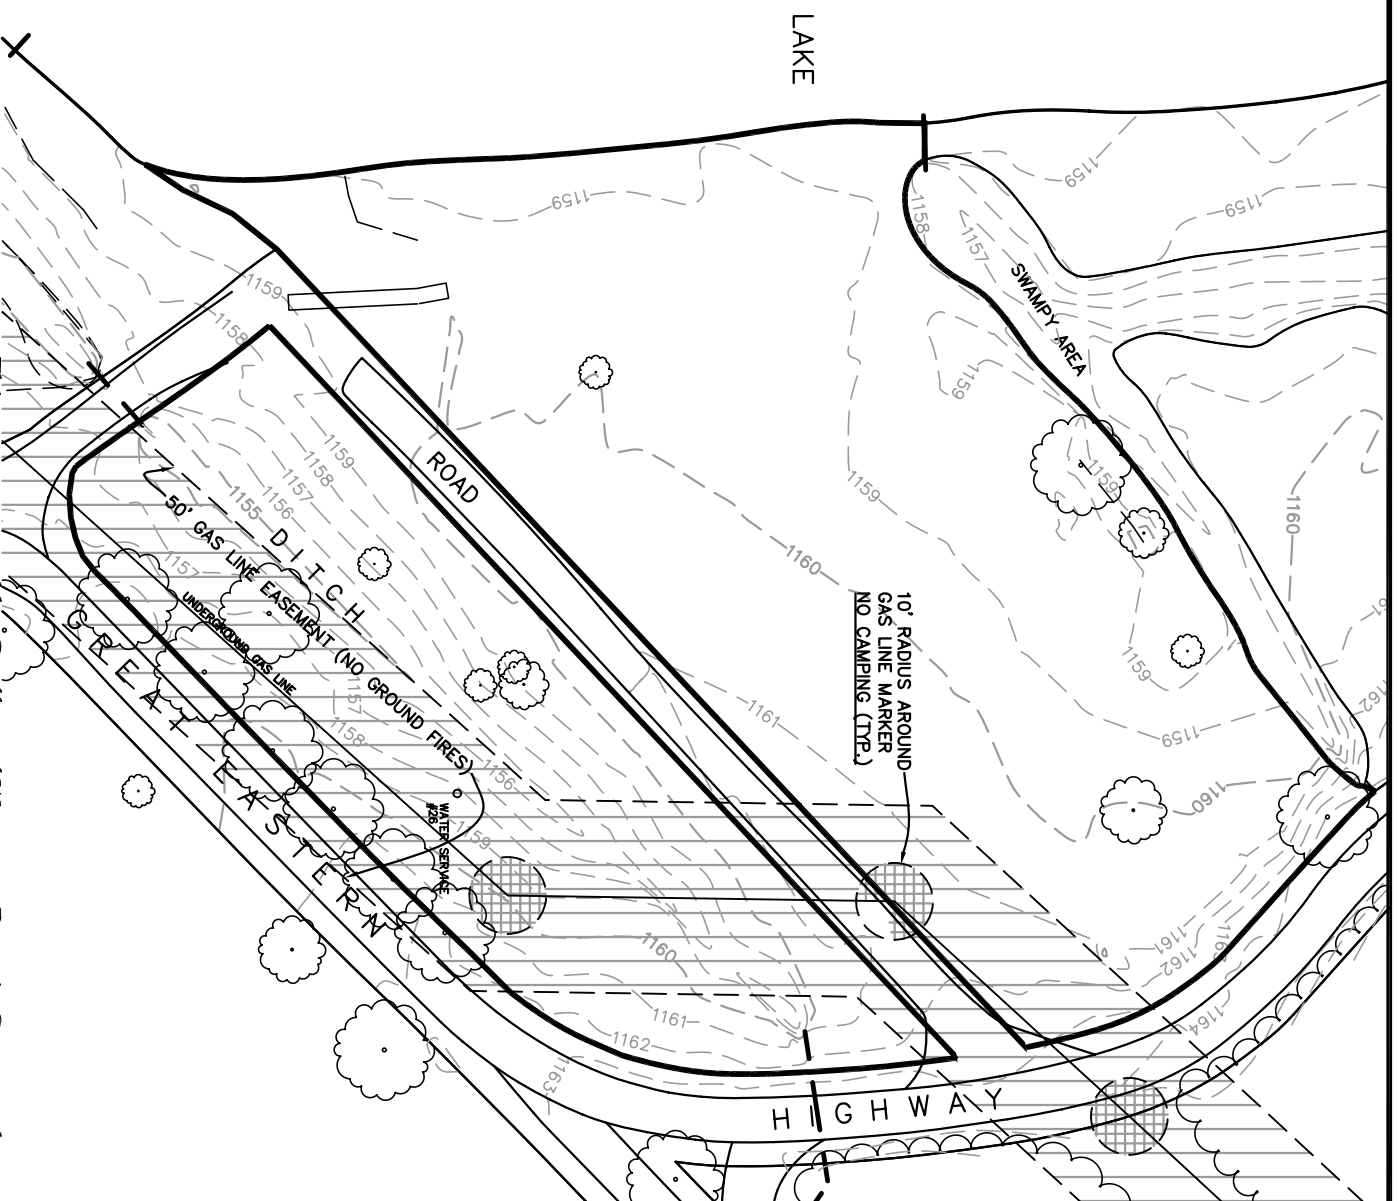 LAKE
1159
1159
1159
1158
1157
SWAMPY AREA
1159
1158
1159
1159
1158
1157
1156
1155
1157
ROAD
1159
1159
1160
1160
DITCH
50' GAS LINE EASEMENT (NO GROUND FIRES)
UNDERGROUND GAS LINE
10' RADIUS AROUND
GAS LINE MARKER
NO CAMPING (TYP.)
1159
1159
1162
1161
1157
1158
1156
1159
1160
WATER SERVICE
#26
GREAT EASTERN
HIGHWAY
1160
1161
1162
1161
1162
1163
1164